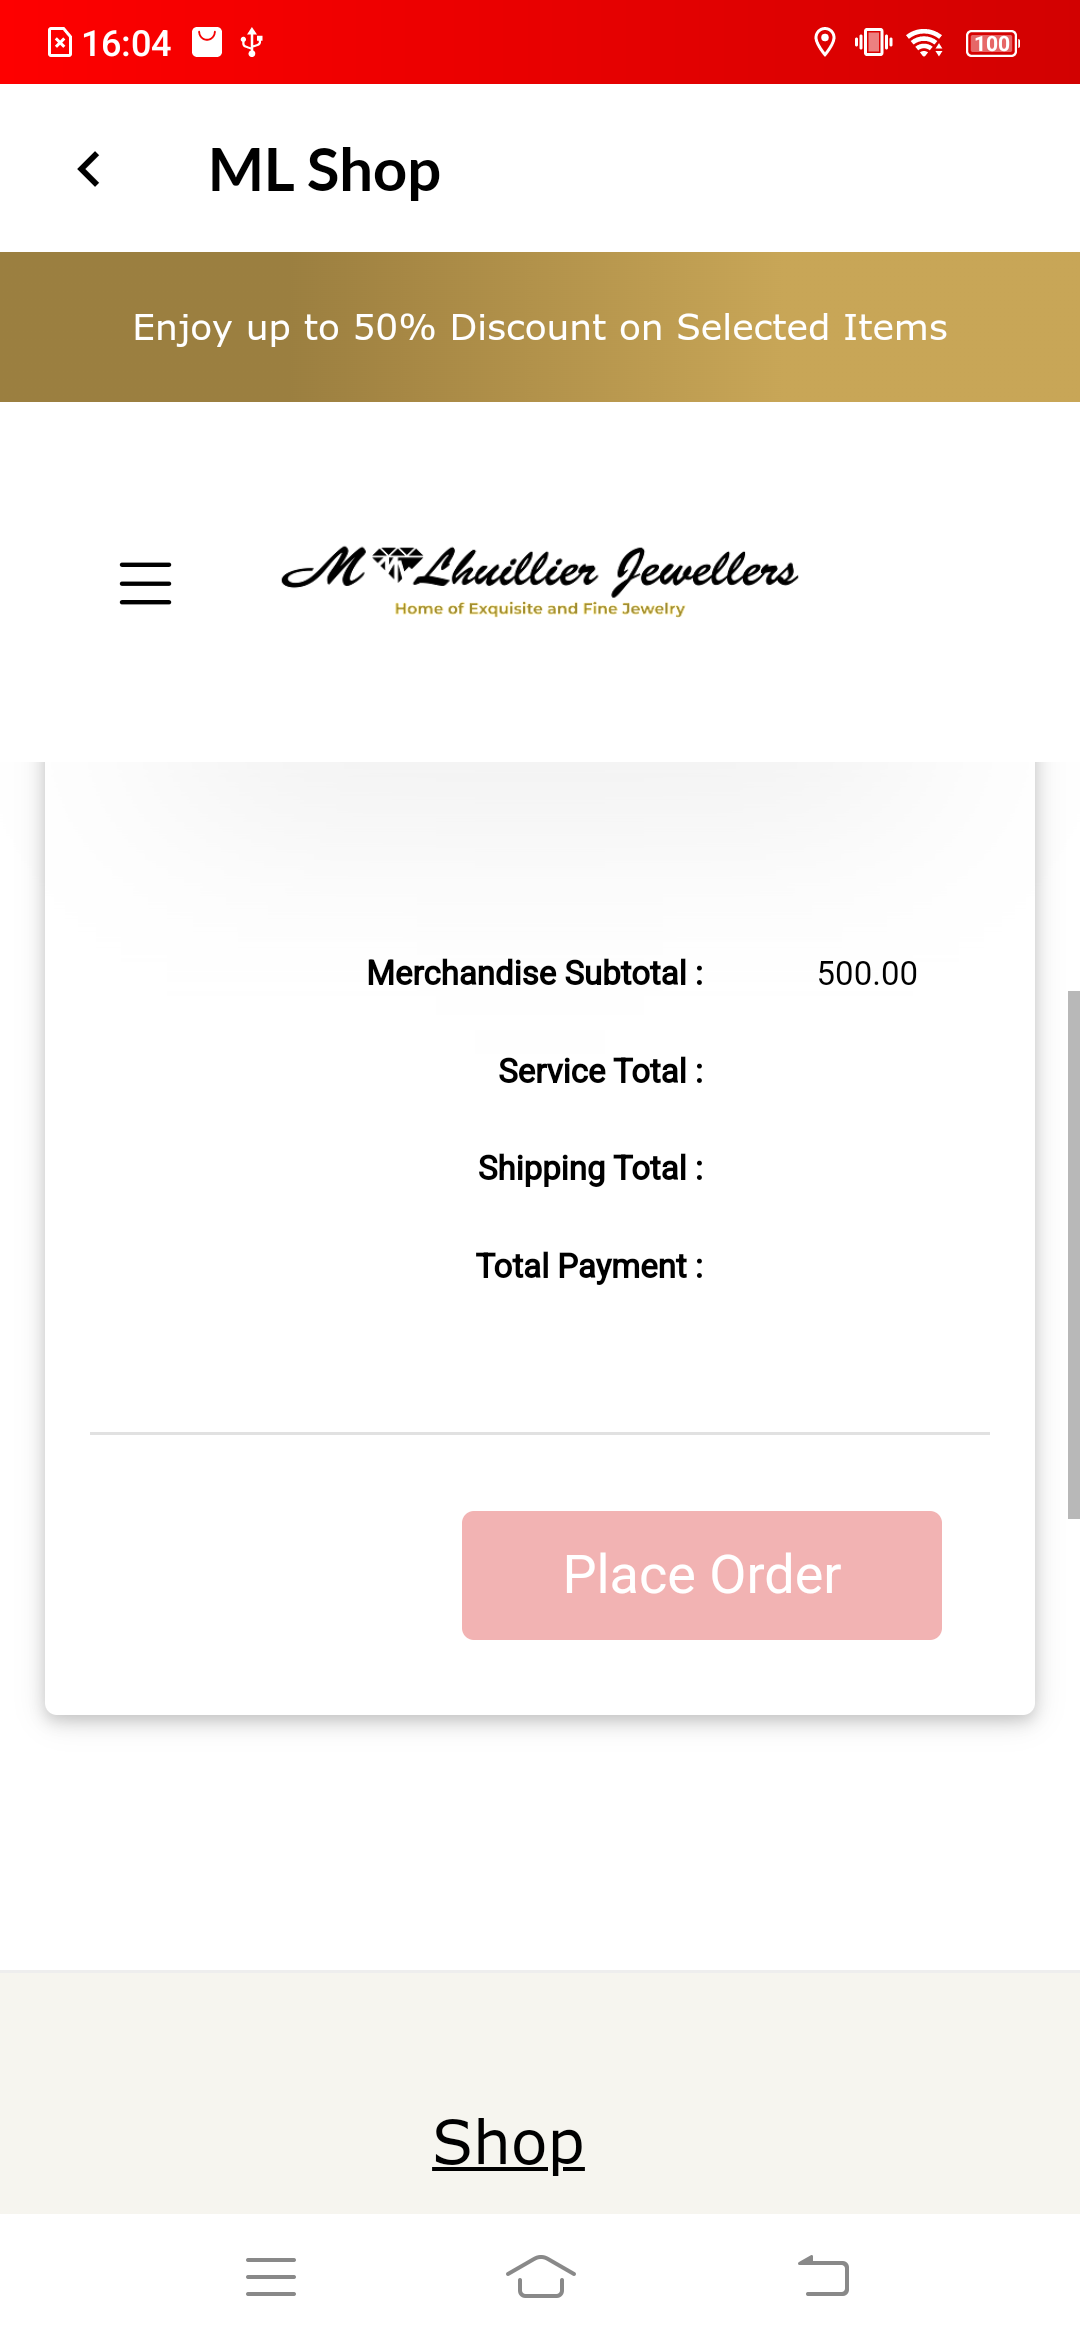 16:04
100
ML Shop
Enjoy up to 50% Discount on Selected Items
M Lhuillier Jewellers
Home of Exquisite and Fine Jewelry
Merchandise Subtotal : 500.00
Service Total :
Shipping Total :
Total Payment :
Place Order
Shop